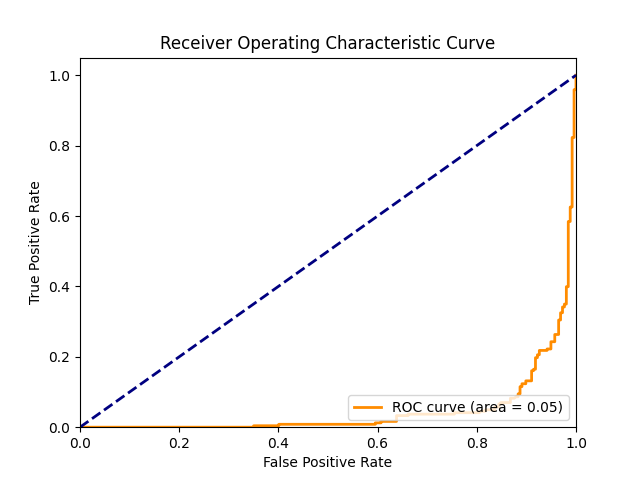 Receiver Operating Characteristic Curve
True Positive Rate
1.0
0.8
0.6
0.4
0.2
0.0
ROC curve (area = 0.05)
0.0 0.2 0.4 0.6 0.8 1.0
False Positive Rate